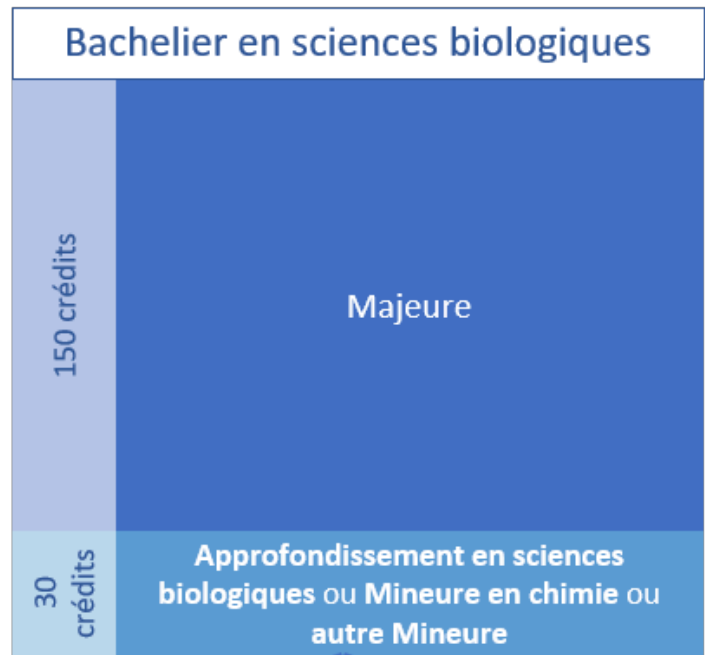 Bachelier en sciences biologiques
150 crédits
Majeure
30
crédits
Approfondissement en sciences
biologiques ou Mineure en chimie ou
autre Mineure